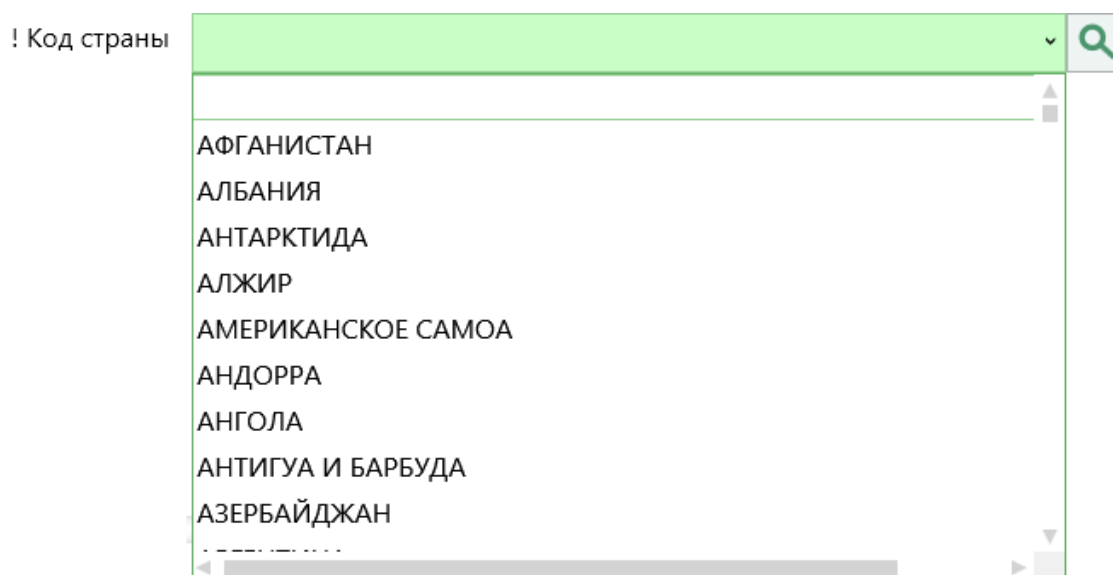 ! Код страны
АФГАНИСТАН
АЛБАНИЯ
АНТАРКТИДА
АЛЖИР
АМЕРИКАНСКОЕ САМОА
АНДОРРА
АНГОЛА
АНТИГУА И БАРБУДА
АЗЕРБАЙДЖАН